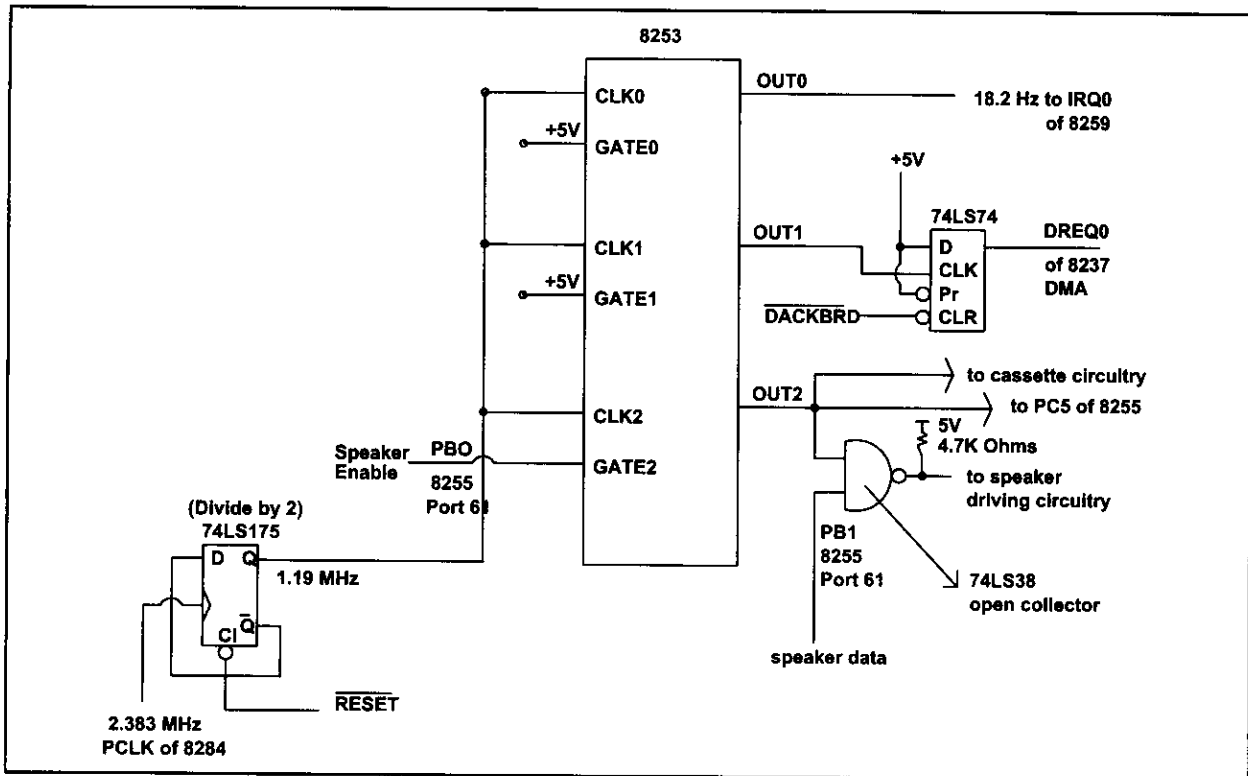 8253
CLK0
OUT0
18.2 Hz to IRQ0
of 8259
+5V
GATE0
+5V
74LS74
CLK1
OUT1
D
DREQ0
CLK
of 8237
DMA
+5V
GATE1
Pr
DACKBRD
CLR
to cassette circuitry
OUT2
to PC5 of 8255
CLK2
5V
4.7K Ohms
Speaker
Enable
PBO
GATE2
8255
Port 61
to speaker
driving circuitry
(Divide by 2)
74LS175
D
Q
1.19 MHz
PB1
8255
Port 61
74LS38
open collector
Q
Cl
speaker data
RESET
2.383 MHz
PCLK of 8284